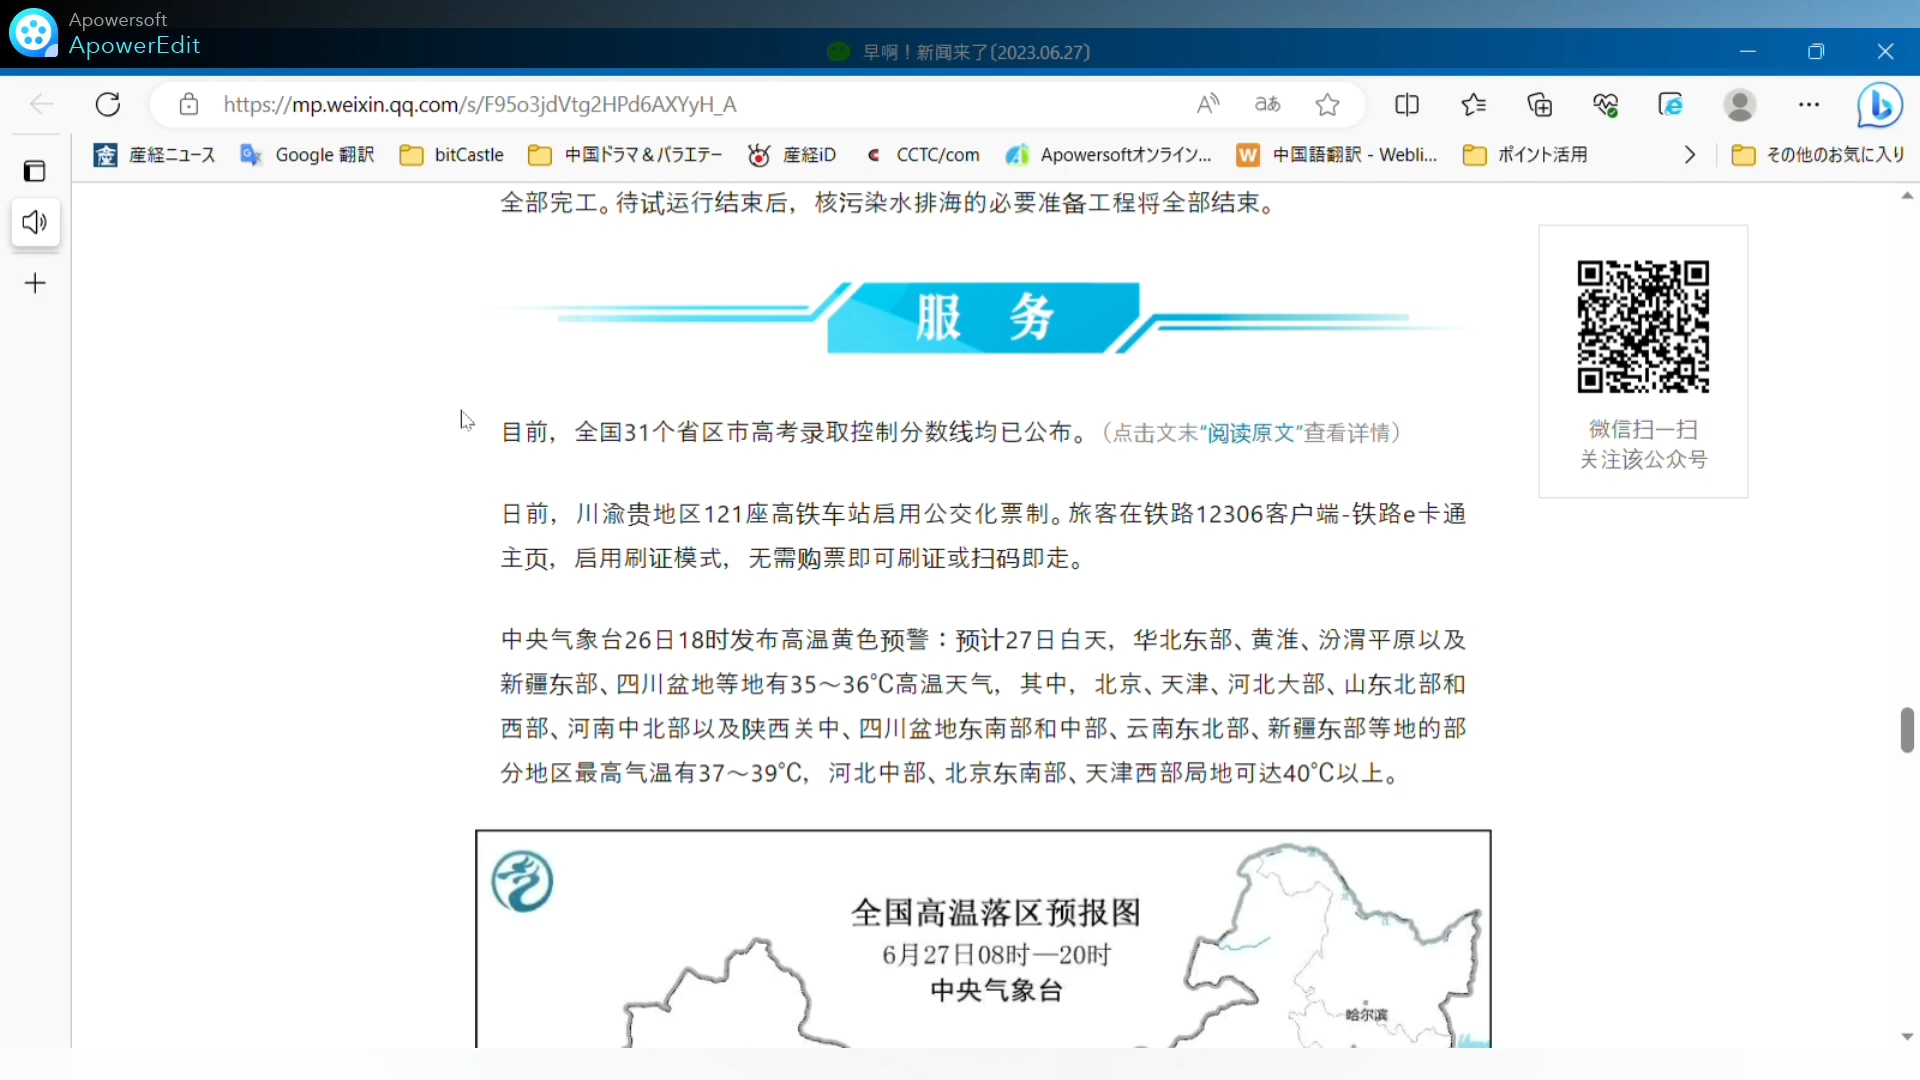 Apowersoft
ApowerEdit
早啊！新闻来了〔2023.06.27〕
https://mp.weixin.qq.com/s/F95o3jdVtg2HPd6AXYyH_A
産経ニュース
Google 翻訳
bitCastle
中国ドラマ＆バラエテー
産経iD
CCTC/com
Apowersoftオンライン...
中国語翻訳 - Webli...
ポイント活用
その他のお気に入り
全部完工。待试运行结束后，核污染水排海的必要准备工程将全部结束。
服 务
目前，全国31个省区市高考录取控制分数线均已公布。（点击文末“阅读原文”查看详情）
日前，川渝贵地区121座高铁车站启用公交化票制。旅客在铁路12306客户端-铁路e卡通
主页，启用刷证模式，无需购票即可刷证或扫码即走。
中央气象台26日18时发布高温黄色预警：预计27日白天，华北东部、黄淮、汾渭平原以及
新疆东部、四川盆地等地有35～36℃高温天气，其中，北京、天津、河北大部、山东北部和
西部、河南中北部以及陕西关中、四川盆地东南部和中部、云南东北部、新疆东部等地的部
分地区最高气温有37～39℃，河北中部、北京东南部、天津西部局地可达40℃以上。
微信扫一扫
关注该公众号
全国高温落区预报图
6月27日08时—20时
中央气象台
哈尔滨